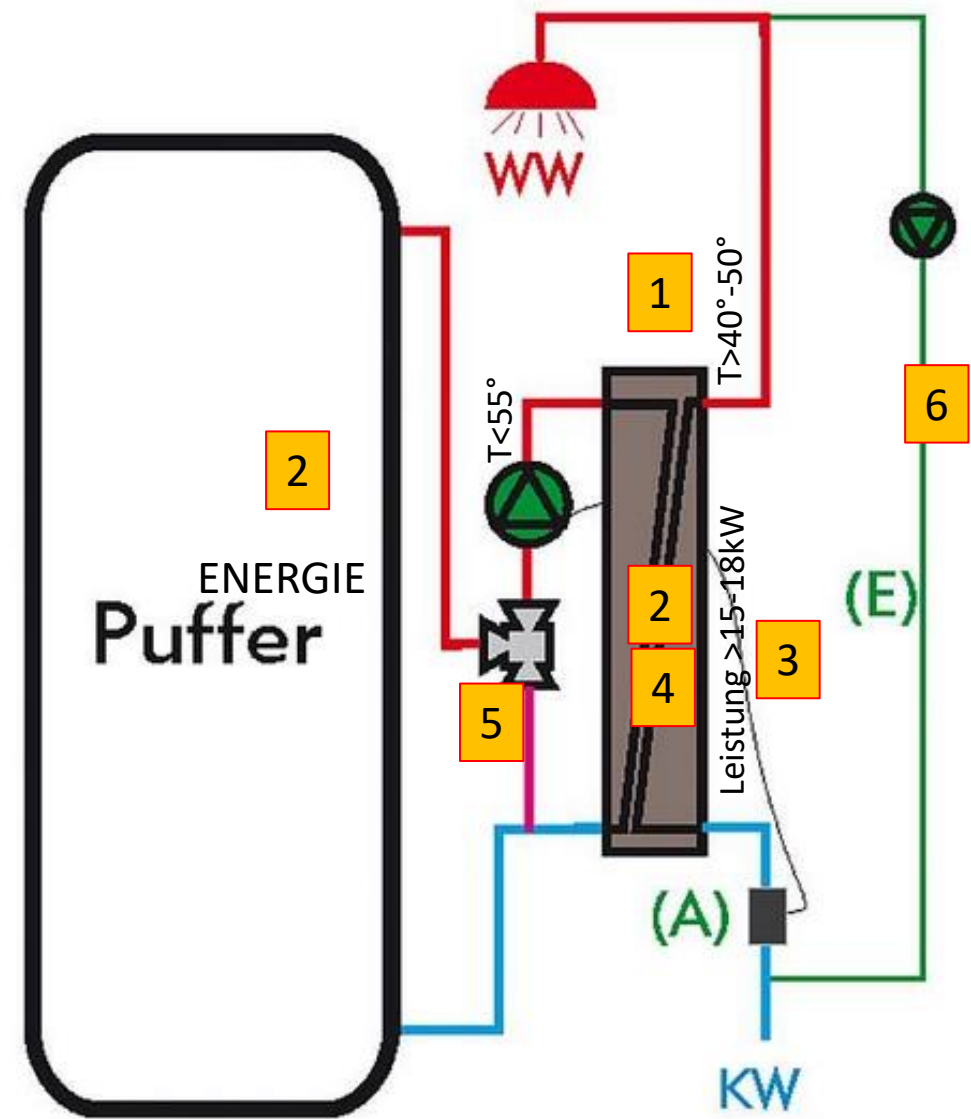 WW
1
T>40°-50°
T<55°
6
2
ENERGIE
Puffer
2
4
Leistung >15-18kW
3
(E)
5
(A)
KW